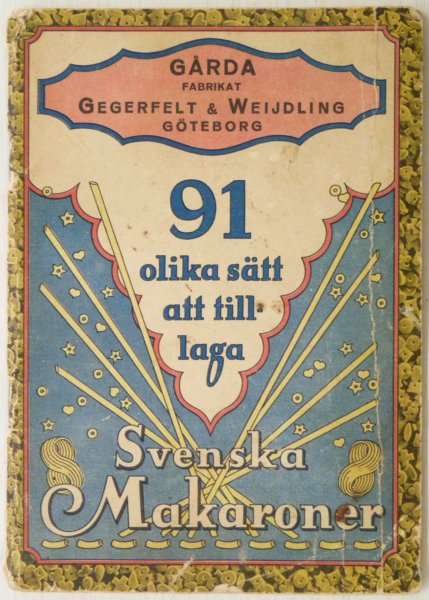 GÅRDA
FABRIKAT
GEGERFELT & WEIJDLING
GÖTEBORG
91
olika sätt
att till-
laga
Svenska
Makaroner